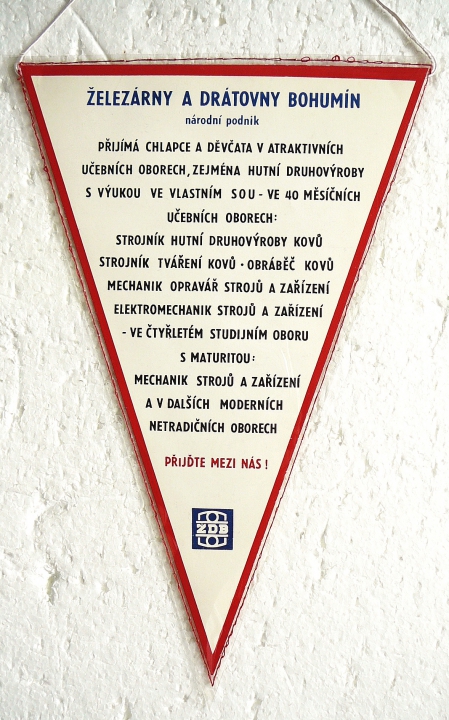 ŽELEZÁRNY A DRÁTOVNY BOHUMÍN
národní podnik
PŘIJÍMÁ CHLAPCE A DĚVČATA V ATRAKTIVNÍCH
UČEBNÍCH OBORECH, ZEJMÉNA HUTNÍ DRUHOVÝROBY
S VÝUKOU VE VLASTNÍM SOU - VE 40 MĚSÍČNÍCH
UČEBNÍCH OBORECH:
STROJNÍK HUTNÍ DRUHOVÝROBY KOVŮ
STROJNÍK TVÁŘENÍ KOVŮ · OBRÁBĚČ KOVŮ
MECHANIK OPRAVÁŘ STROJŮ A ZAŘÍZENÍ
ELEKTROMECHANIK STROJŮ A ZAŘÍZENÍ
- VE ČTYŘLETÉM STUDIJNÍM OBORU
S MATURITOU:
MECHANIK STROJŮ A ZAŘÍZENÍ
A V DALŠÍCH MODERNÍCH
NETRADIČNÍCH OBORECH
PŘIJĎTE MEZI NÁS!
ŽDB